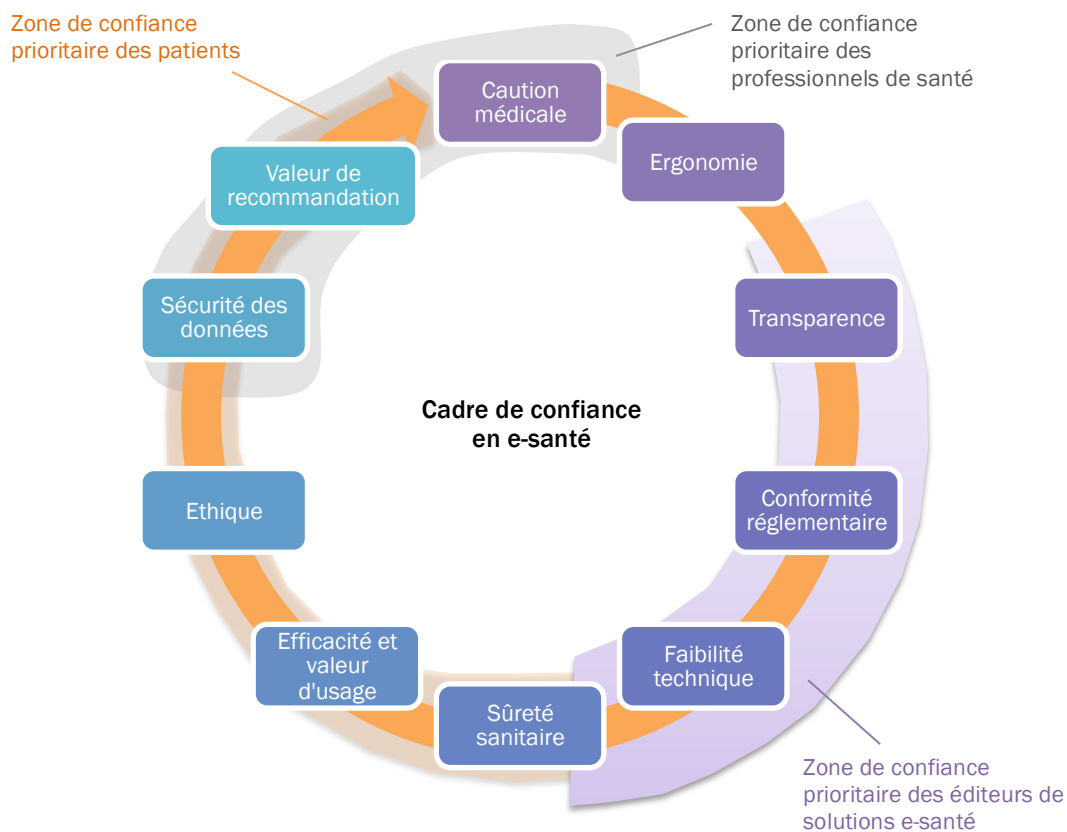 Zone de confiance
prioritaire des patients
Zone de confiance
prioritaire des
professionnels de santé
Caution
médicale
Ergonomie
Transparence
Conformité
réglementaire
Faibilité
technique
Sûreté
sanitaire
Efficacité et
valeur
d'usage
Ethique
Sécurité des
données
Valeur de
recommandation
Cadre de confiance
en e-santé
Zone de confiance
prioritaire des éditeurs de
solutions e-santé